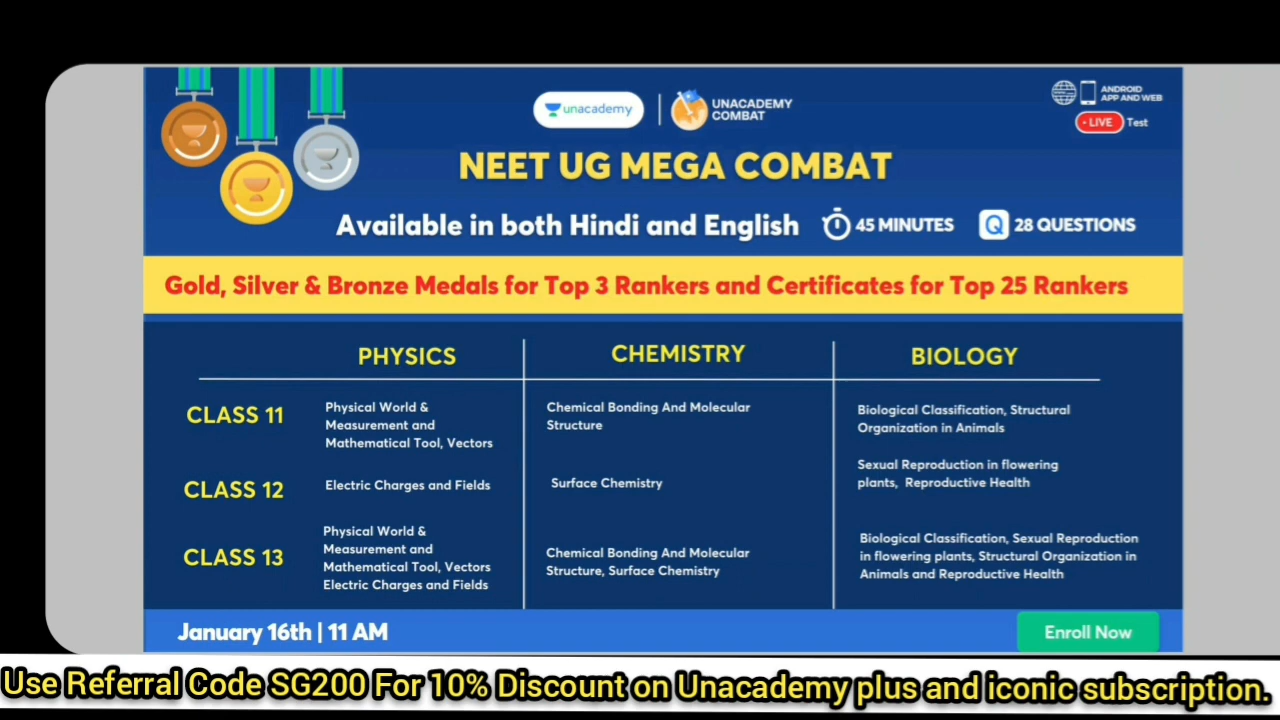 unacademy
UNACADEMY
COMBAT
ANDROID
APP AND WEB
• LIVE Test
NEET UG MEGA COMBAT
Available in both Hindi and English 45 MINUTES Q 28 QUESTIONS
Gold, Silver & Bronze Medals for Top 3 Rankers and Certificates for Top 25 Rankers
PHYSICS CHEMISTRY BIOLOGY
CLASS 11
Physical World &
Measurement and
Mathematical Tool, Vectors
Chemical Bonding And Molecular
Structure
Biological Classification, Structural
Organization in Animals
CLASS 12
Electric Charges and Fields
Surface Chemistry
Sexual Reproduction in flowering
plants, Reproductive Health
CLASS 13
Physical World &
Measurement and
Mathematical Tool, Vectors
Electric Charges and Fields
Chemical Bonding And Molecular
Structure, Surface Chemistry
Biological Classification, Sexual Reproduction
in flowering plants, Structural Organization in
Animals and Reproductive Health
January 16th | 11 AM
Enroll Now
Use Referral Code SG200 For 10% Discount on Unacademy plus and iconic subscription.